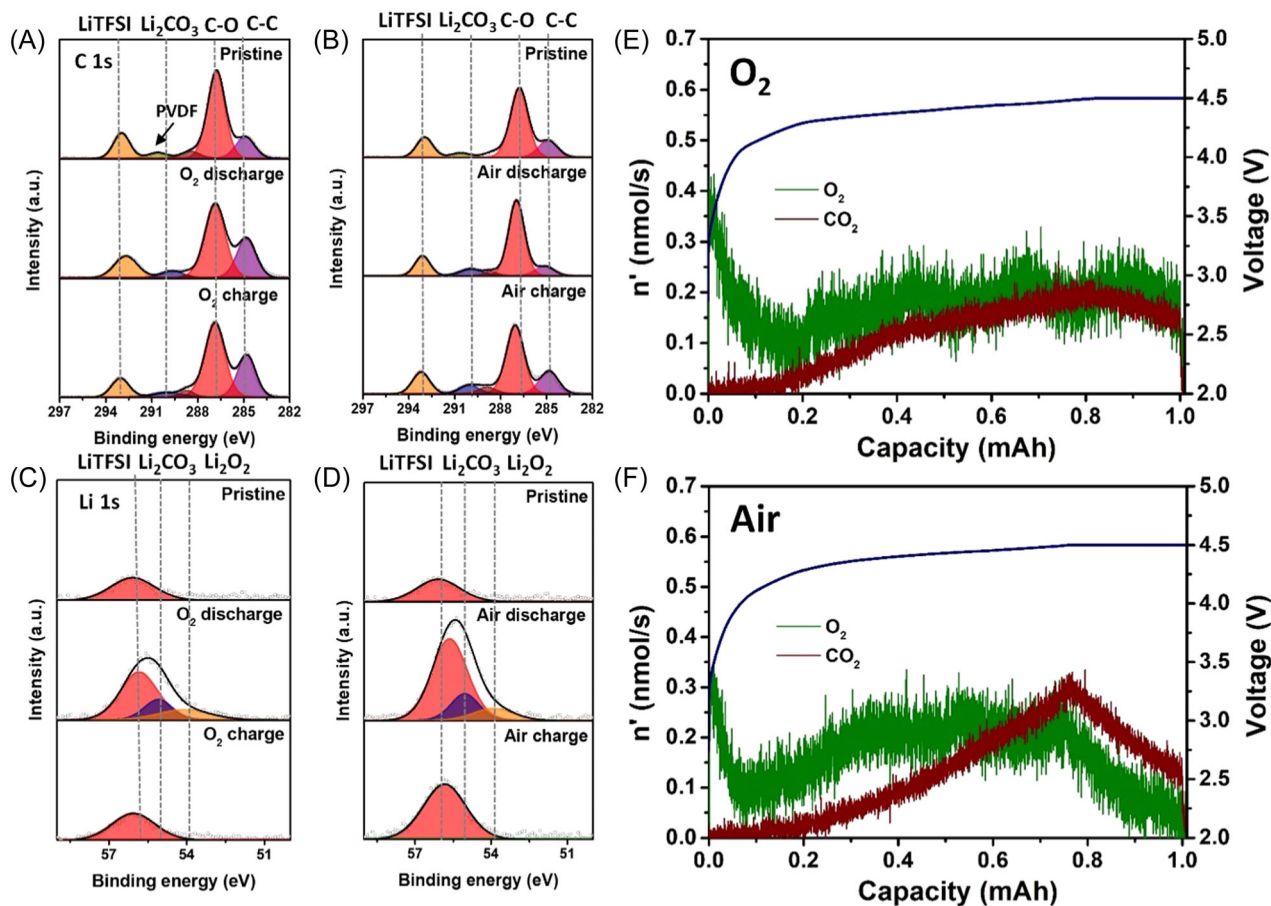 (A)
LiTFSI Li₂CO₃ C-O C-C
C 1s
Pristine
PVDF
O₂ discharge
O₂ charge
Intensity (a.u.)
297 294 291 288 285 282
Binding energy (eV)
(B)
LiTFSI Li₂CO₃ C-O C-C
Pristine
Air discharge
Air charge
Intensity (a.u.)
297 294 291 288 285 282
Binding energy (eV)
(E)
O₂
O₂
CO₂
0.7
0.6
0.5
0.4
0.3
0.2
0.1
0.0
n' (nmol/s)
5.0
4.5
4.0
3.5
3.0
2.5
2.0
Voltage (V)
0.0 0.2 0.4 0.6 0.8 1.0
Capacity (mAh)
(C)
LiTFSI Li₂CO₃ Li₂O₂
Li 1s
Pristine
O₂ discharge
O₂ charge
Intensity (a.u.)
57 54 51
Binding energy (eV)
(D)
LiTFSI Li₂CO₃ Li₂O₂
Pristine
Air discharge
Air charge
Intensity (a.u.)
57 54 51
Binding energy (eV)
(F)
Air
O₂
CO₂
0.7
0.6
0.5
0.4
0.3
0.2
0.1
0.0
n' (nmol/s)
5.0
4.5
4.0
3.5
3.0
2.5
2.0
Voltage (V)
0.0 0.2 0.4 0.6 0.8 1.0
Capacity (mAh)